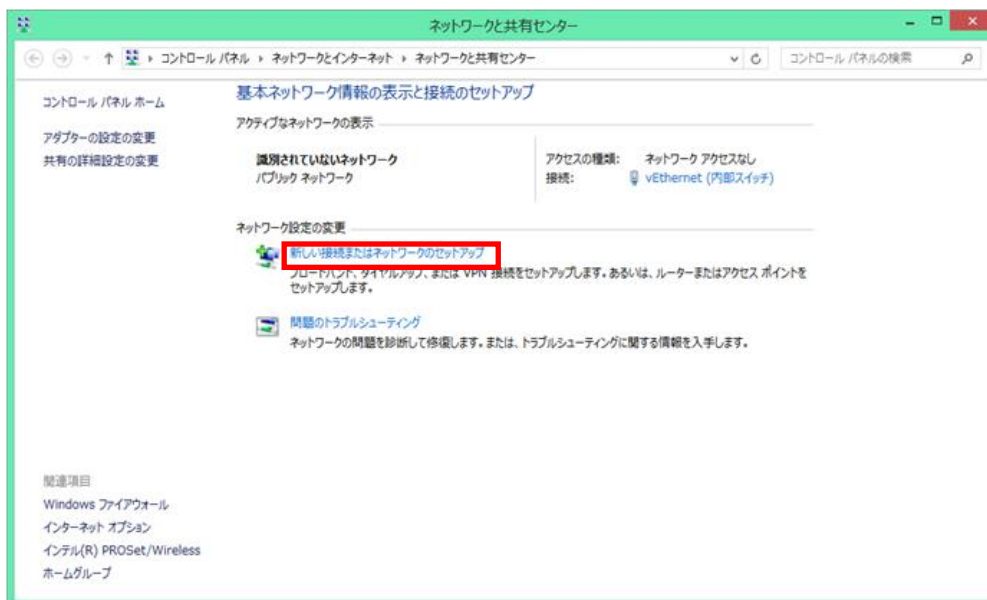 ネットワークと共有センター
コントロール パネル ネットワークとインターネット ネットワークと共有センター
コントロール パネルの検索
コントロール パネル ホーム
アダプターの設定の変更
共有の詳細設定の変更
基本ネットワーク情報の表示と接続のセットアップ
アクティブなネットワークの表示
識別されていないネットワーク
パブリック ネットワーク
アクセスの種類: ネットワーク アクセスなし
接続: vEthernet (内部スイッチ)
ネットワーク設定の変更
新しい接続またはネットワークのセットアップ
ブロードバンド、ダイヤルアップ、または VPN 接続をセットアップします。あるいは、ルーターまたはアクセス ポイントを
セットアップします。
問題のトラブルシューティング
ネットワークの問題を診断して修復します。または、トラブルシューティングに関する情報を入手します。
関連項目
Windows ファイアウォール
インターネット オプション
インテル(R) PROSet/Wireless
ホームグループ